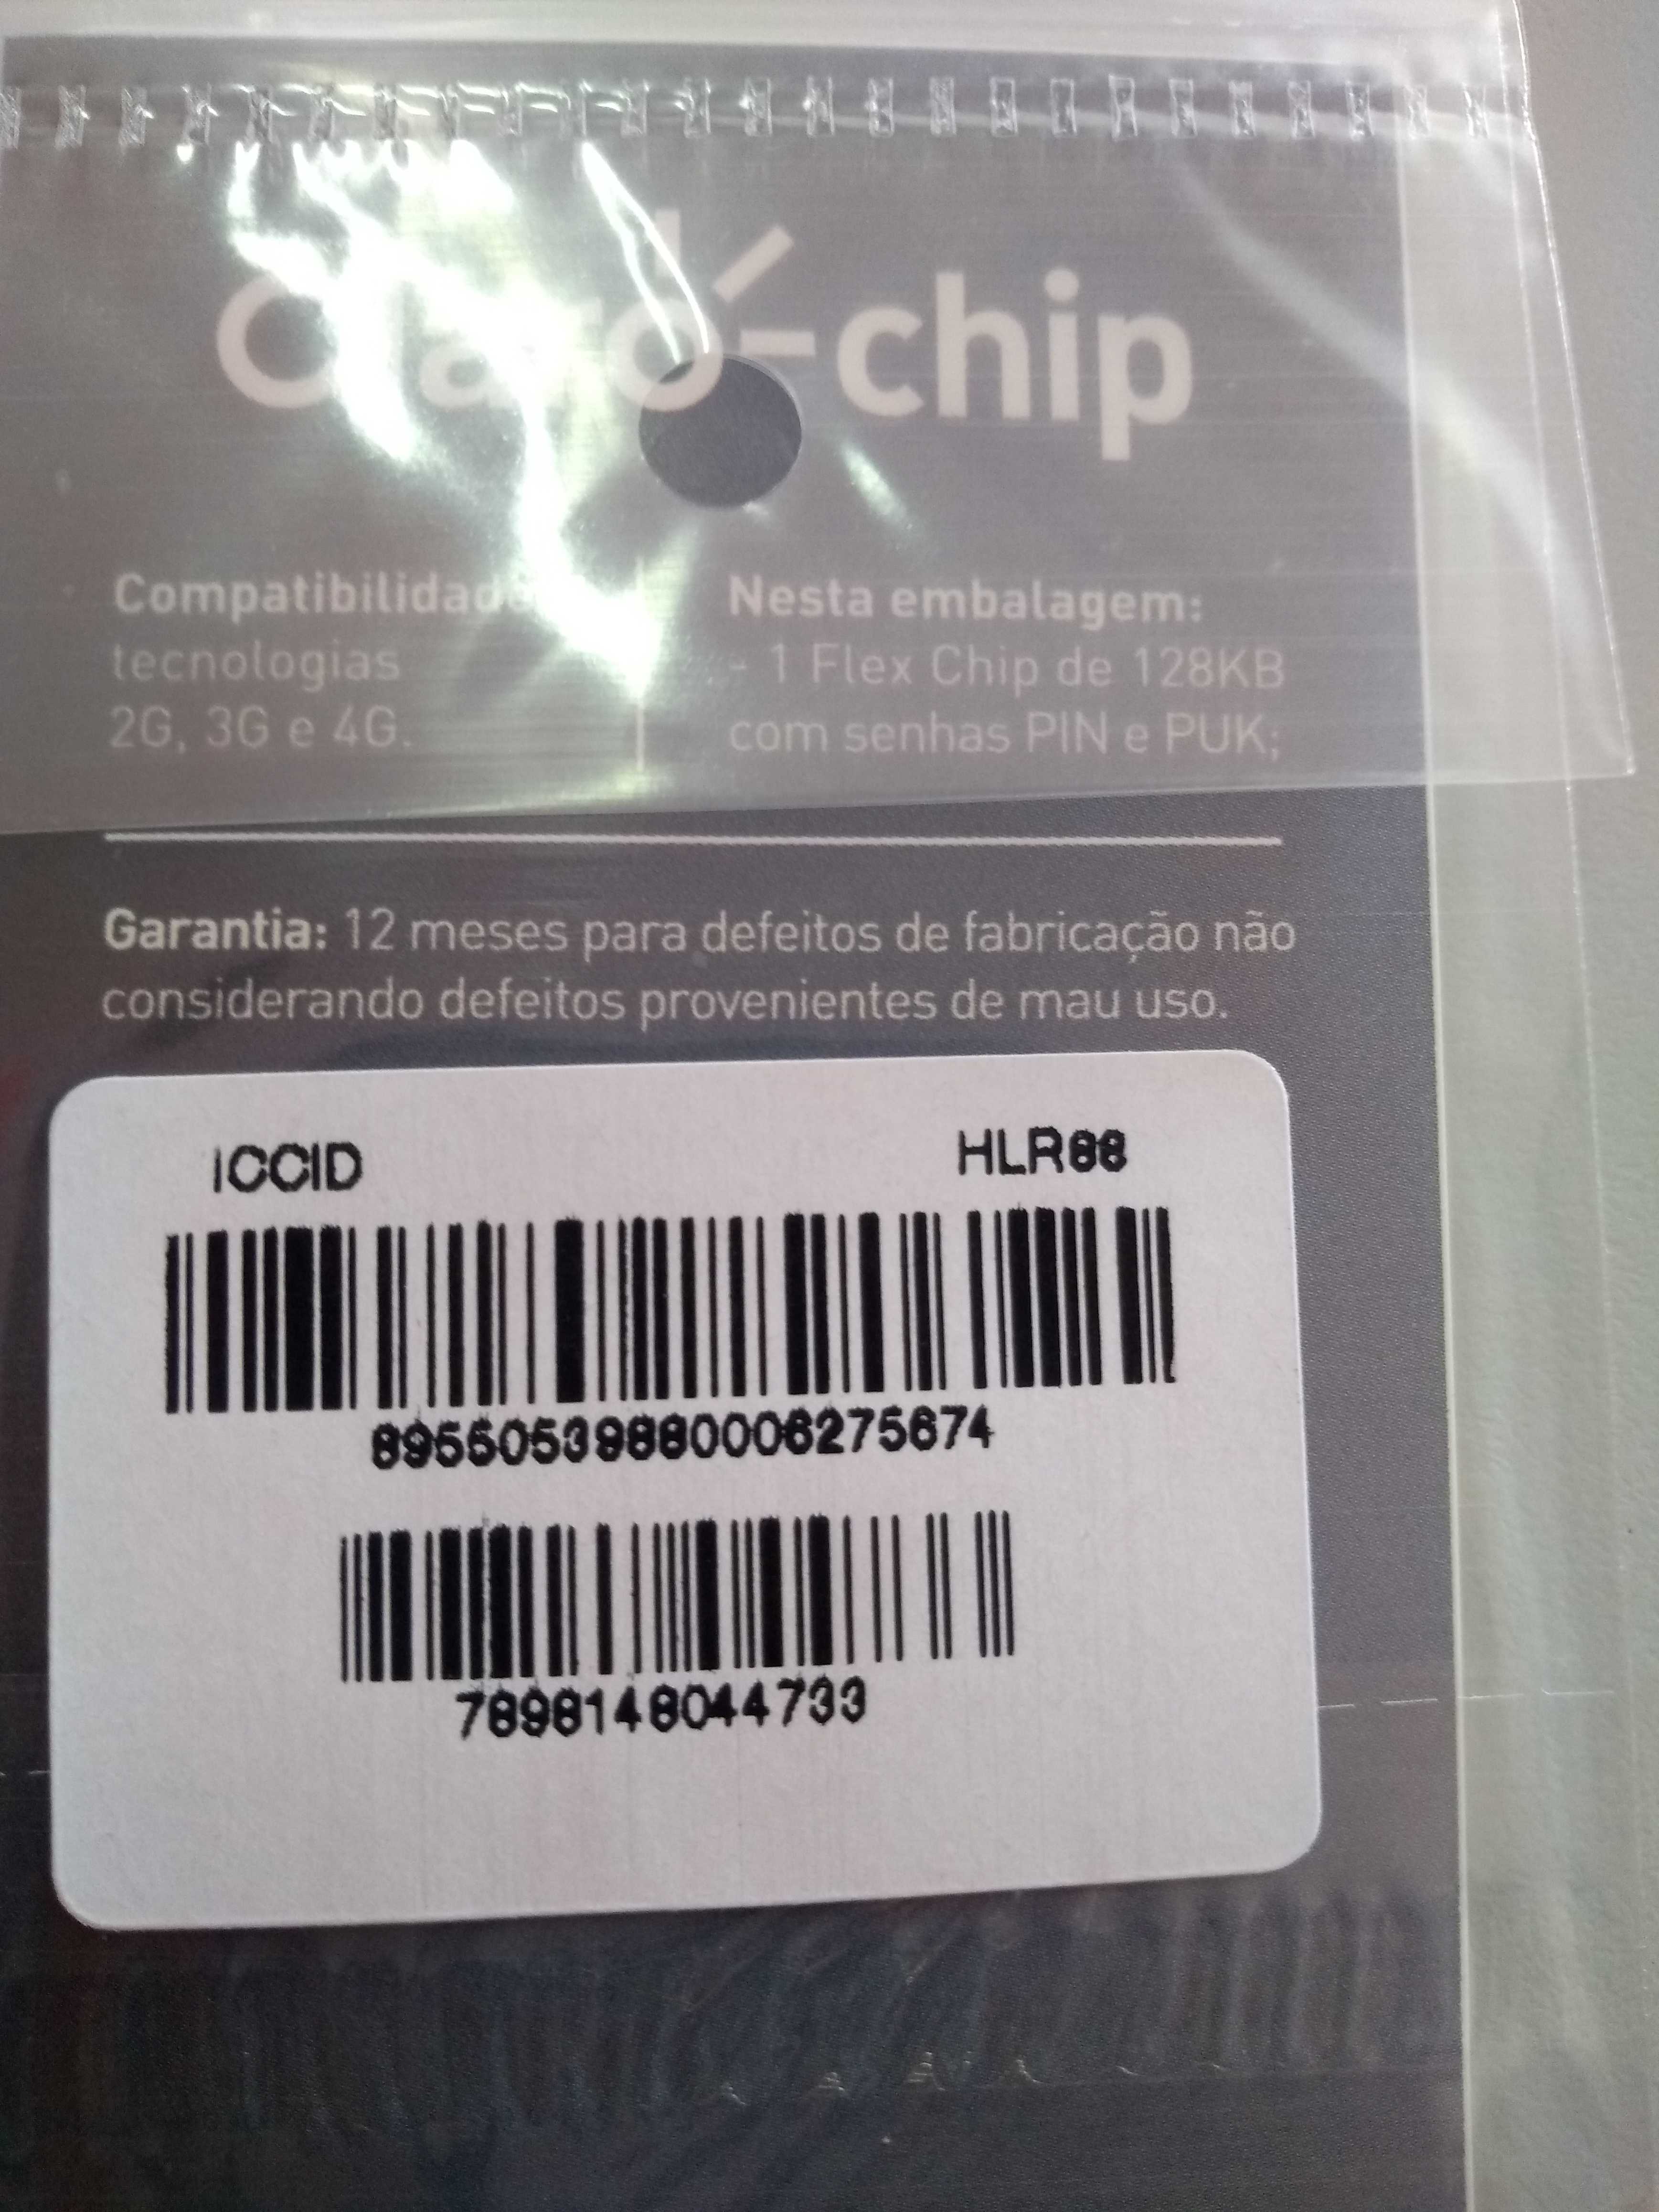 Claro-chip
Compatibilidade
tecnologias
2G, 3G e 4G.
Nesta embalagem:
- 1 Flex Chip de 128KB
com senhas PIN e PUK;
Garantia: 12 meses para defeitos de fabricação não
considerando defeitos provenientes de mau uso.
ICCID HLR88
89550539880006275674
7898148044733